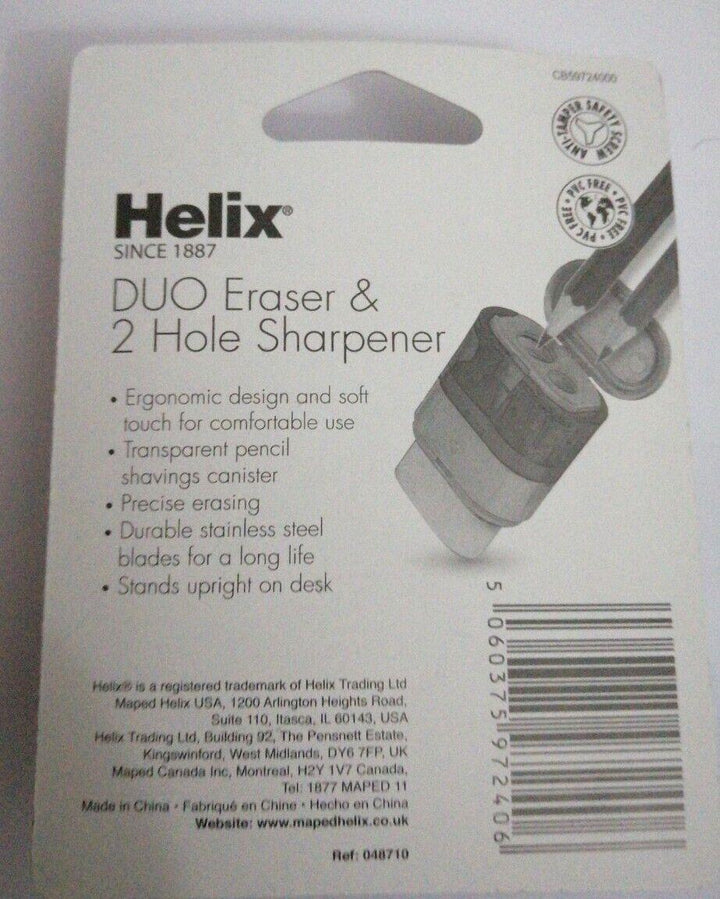 CB59724000
ANTI-TAMPER SAFETY SCREW
PVC FREE • PVC FREE • PVC FREE •
Helix®
SINCE 1887
DUO Eraser &
2 Hole Sharpener
• Ergonomic design and soft
touch for comfortable use
• Transparent pencil
shavings canister
• Precise erasing
• Durable stainless steel
blades for a long life
• Stands upright on desk
Helix® is a registered trademark of Helix Trading Ltd
Maped Helix USA, 1200 Arlington Heights Road,
Suite 110, Itasca, IL 60143, USA
Helix Trading Ltd, Building 92, The Pensnett Estate,
Kingswinford, West Midlands, DY6 7FP, UK
Maped Canada Inc, Montreal, H2Y 1V7 Canada,
Tel: 1877 MAPED 11
Made in China • Fabriqué en Chine • Hecho en China
Website: www.mapedhelix.co.uk
Ref: 048710
5 060375 972406